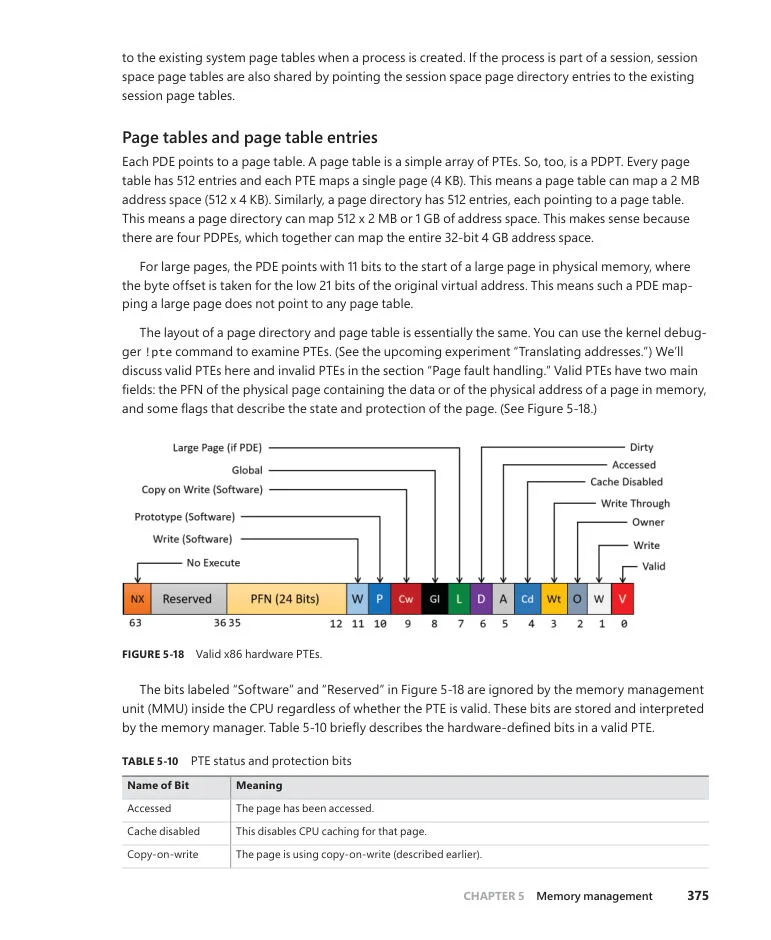 to the existing system page tables when a process is created. If the process is part of a session, session
space page tables are also shared by pointing the session space page directory entries to the existing
session page tables.
Page tables and page table entries
Each PDE points to a page table. A page table is a simple array of PTEs. So, too, is a PDPT. Every page
table has 512 entries and each PTE maps a single page (4 KB). This means a page table can map a 2 MB
address space (512 x 4 KB). Similarly, a page directory has 512 entries, each pointing to a page table.
This means a page directory can map 512 x 2 MB or 1 GB of address space. This makes sense because
there are four PDPEs, which together can map the entire 32-bit 4 GB address space.
For large pages, the PDE points with 11 bits to the start of a large page in physical memory, where
the byte offset is taken for the low 21 bits of the original virtual address. This means such a PDE map-
ping a large page does not point to any page table.
The layout of a page directory and page table is essentially the same. You can use the kernel debug-
ger !pte command to examine PTEs. (See the upcoming experiment “Translating addresses.”) We’ll
discuss valid PTEs here and invalid PTEs in the section “Page fault handling.” Valid PTEs have two main
fields: the PFN of the physical page containing the data or of the physical address of a page in memory,
and some flags that describe the state and protection of the page. (See Figure 5-18.)
Large Page (if PDE)
Global
Copy on Write (Software)
Prototype (Software)
Write (Software)
No Execute
Dirty
Accessed
Cache Disabled
Write Through
Owner
Write
Valid
NX Reserved PFN (24 Bits) W P Cw Gl L D A Cd Wt O W V
63 36 35 12 11 10 9 8 7 6 5 4 3 2 1 0
FIGURE 5-18 Valid x86 hardware PTEs.
The bits labeled “Software” and “Reserved” in Figure 5-18 are ignored by the memory management
unit (MMU) inside the CPU regardless of whether the PTE is valid. These bits are stored and interpreted
by the memory manager. Table 5-10 briefly describes the hardware-defined bits in a valid PTE.
TABLE 5-10 PTE status and protection bits
Name of Bit Meaning
Accessed The page has been accessed.
Cache disabled This disables CPU caching for that page.
Copy-on-write The page is using copy-on-write (described earlier).
CHAPTER 5 Memory management 375